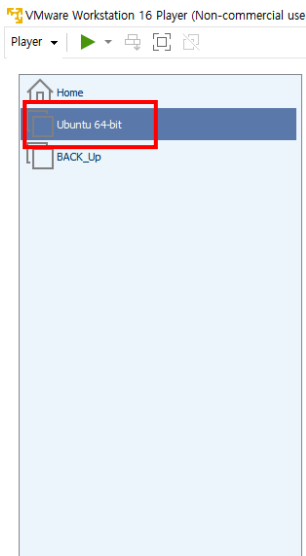 VMware Workstation 16 Player (Non-commercial use
Player
Home
Ubuntu 64-bit
BACK_Up